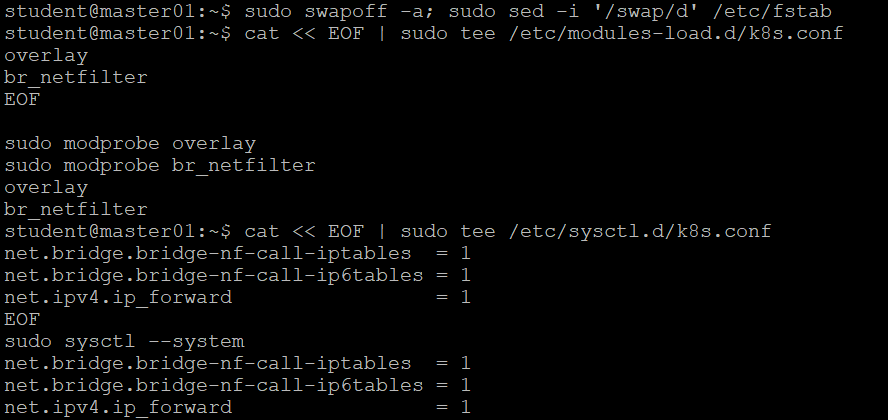 student@master01:~$ sudo swapoff -a; sudo sed -i '/swap/d' /etc/fstab
student@master01:~$ cat << EOF | sudo tee /etc/modules-load.d/k8s.conf
overlay
br_netfilter
EOF

sudo modprobe overlay
sudo modprobe br_netfilter
overlay
br_netfilter
student@master01:~$ cat << EOF | sudo tee /etc/sysctl.d/k8s.conf
net.bridge.bridge-nf-call-iptables  = 1
net.bridge.bridge-nf-call-ip6tables = 1
net.ipv4.ip_forward                 = 1
EOF
sudo sysctl --system
net.bridge.bridge-nf-call-iptables  = 1
net.bridge.bridge-nf-call-ip6tables = 1
net.ipv4.ip_forward                 = 1